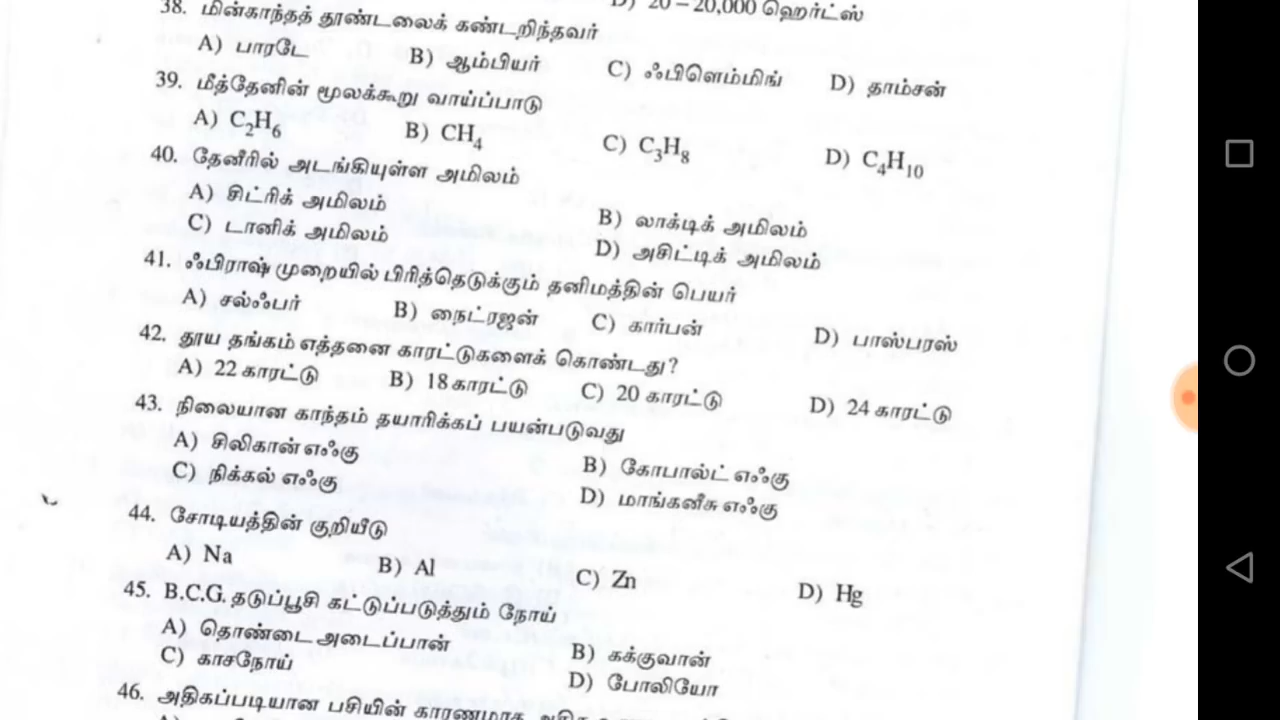 D) 20 – 20,000 ஹெர்ட்ஸ்
38. மின்காந்தத் தூண்டலைக் கண்டறிந்தவர்
A) பாரடே B) ஆம்பியர் C) ஃபிளெம்மிங் D) தாம்சன்
39. மீத்தேனின் மூலக்கூறு வாய்ப்பாடு
A) C₂H₆ B) CH₄ C) C₃H₈ D) C₄H₁₀
40. தேனீரில் அடங்கியுள்ள அமிலம்
A) சிட்ரிக் அமிலம் B) லாக்டிக் அமிலம்
C) டானிக் அமிலம் D) அசிட்டிக் அமிலம்
41. ஃபிராஷ் முறையில் பிரித்தெடுக்கும் தனிமத்தின் பெயர்
A) சல்ஃபர் B) நைட்ரஜன் C) கார்பன் D) பாஸ்பரஸ்
42. தூய தங்கம் எத்தனை காரட்டுகளைக் கொண்டது?
A) 22 காரட்டு B) 18 காரட்டு C) 20 காரட்டு D) 24 காரட்டு
43. நிலையான காந்தம் தயாரிக்கப் பயன்படுவது
A) சிலிகான் எஃகு B) கோபால்ட் எஃகு
C) நிக்கல் எஃகு D) மாங்கனீசு எஃகு
44. சோடியத்தின் குறியீடு
A) Na B) Al C) Zn D) Hg
45. B.C.G. தடுப்பூசி கட்டுப்படுத்தும் நோய்
A) தொண்டை அடைப்பான் B) கக்குவான்
C) காசநோய் D) போலியோ
46. அதிகப்படியான பசியின் காரணமாக